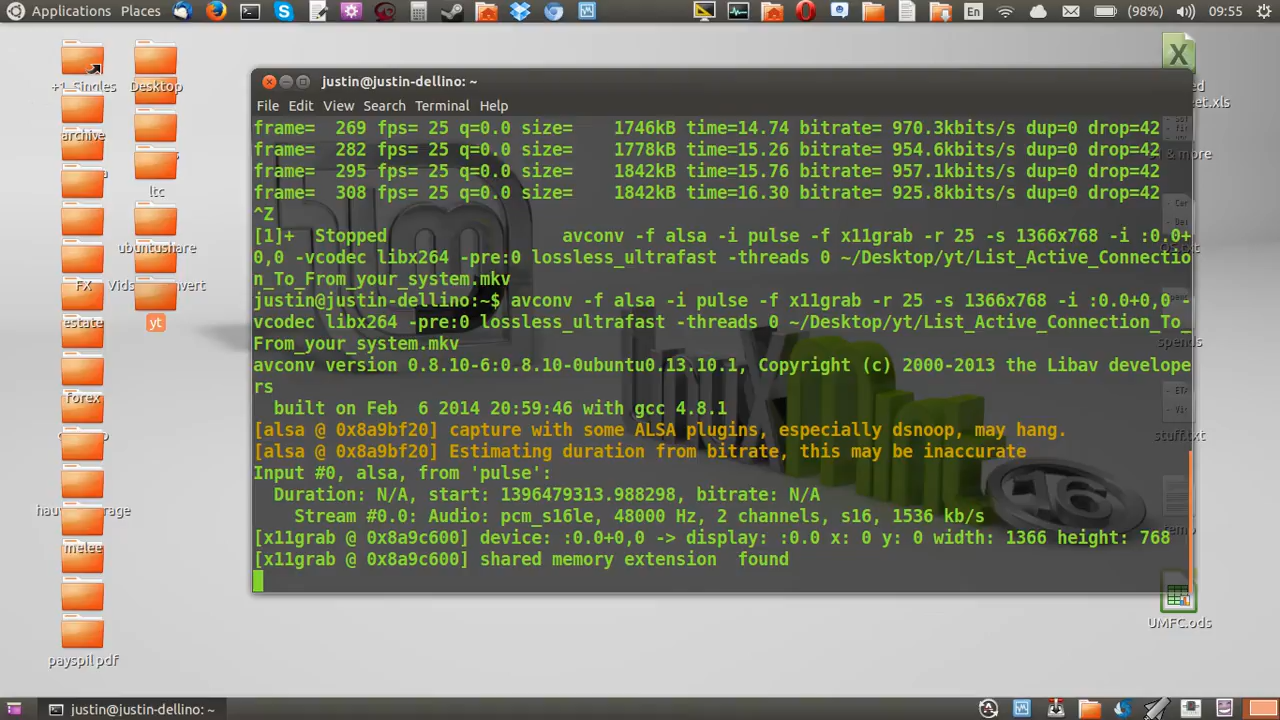 Applications Places
En
(98%)
09:55
justin@justin-dellino: ~
File Edit View Search Terminal Help
frame= 269 fps= 25 q=0.0 size= 1746kB time=14.74 bitrate= 970.3kbits/s dup=0 drop=42
frame= 282 fps= 25 q=0.0 size= 1778kB time=15.26 bitrate= 954.6kbits/s dup=0 drop=42
frame= 295 fps= 25 q=0.0 size= 1842kB time=15.76 bitrate= 957.1kbits/s dup=0 drop=42
frame= 308 fps= 25 q=0.0 size= 1842kB time=16.30 bitrate= 925.8kbits/s dup=0 drop=42
^Z
[1]+ Stopped avconv -f alsa -i pulse -f x11grab -r 25 -s 1366x768 -i :0.0+
0,0 -vcodec libx264 -pre:0 lossless_ultrafast -threads 0 ~/Desktop/yt/List_Active_Connectio
n_To_From_your_system.mkv
justin@justin-dellino:~$ avconv -f alsa -i pulse -f x11grab -r 25 -s 1366x768 -i :0.0+0,0 -
vcodec libx264 -pre:0 lossless_ultrafast -threads 0 ~/Desktop/yt/List_Active_Connection_To_
From_your_system.mkv
avconv version 0.8.10-6:0.8.10-0ubuntu0.13.10.1, Copyright (c) 2000-2013 the Libav develope
rs
built on Feb 6 2014 20:59:46 with gcc 4.8.1
[alsa @ 0x8a9bf20] capture with some ALSA plugins, especially dsnoop, may hang.
[alsa @ 0x8a9bf20] Estimating duration from bitrate, this may be inaccurate
Input #0, alsa, from 'pulse':
Duration: N/A, start: 1396479313.988298, bitrate: N/A
Stream #0.0: Audio: pcm_s16le, 48000 Hz, 2 channels, s16, 1536 kb/s
[x11grab @ 0x8a9c600] device: :0.0+0,0 -> display: :0.0 x: 0 y: 0 width: 1366 height: 768
[x11grab @ 0x8a9c600] shared memory extension found
+1 Singles
Desktop
archive
ltc
ubuntushare
FX
estate
yt
forex
melee
payspil pdf
& more
spends
stuff.txt
UMFC.ods
justin@justin-dellino: ~